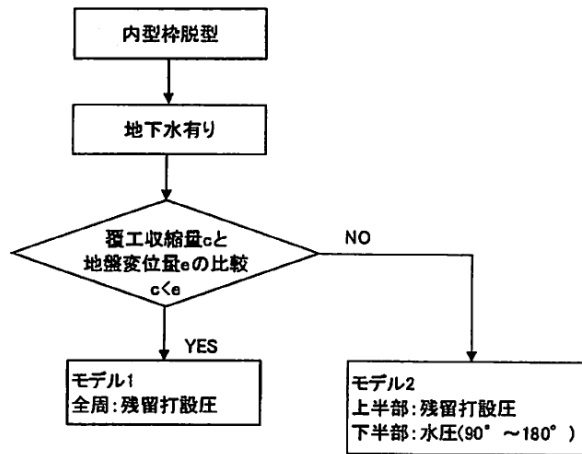 内型枠脱型
地下水有り
覆工収縮量cと
地盤変位量eの比較
c<e
NO
YES
モデル1
全周:残留打設圧
モデル2
上半部:残留打設圧
下半部:水圧(90°～180°)